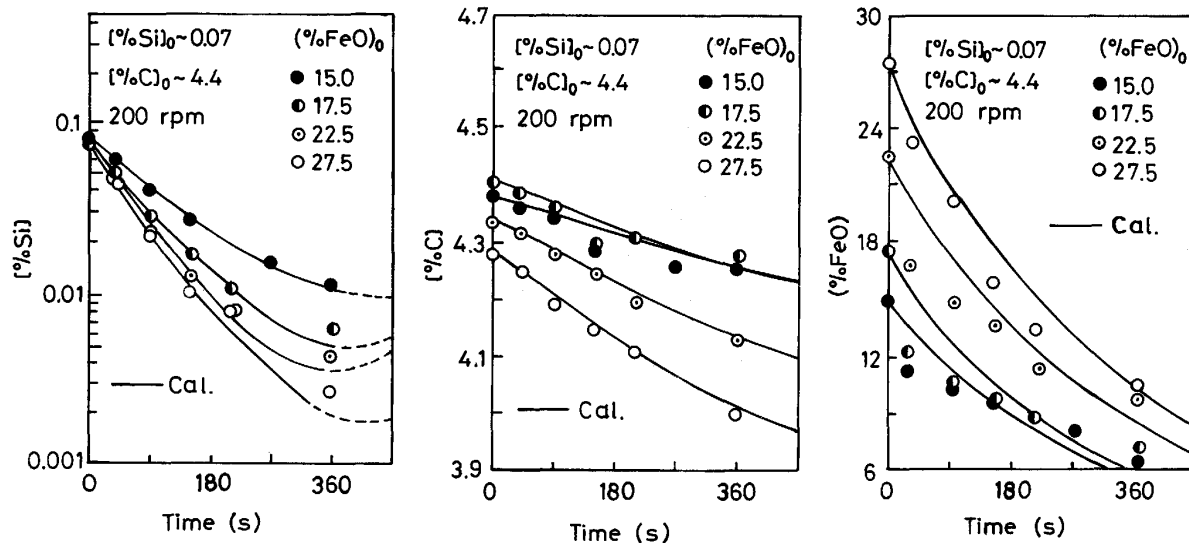 [%Si]₀~0.07 (%FeO)₀
[%C]₀~4.4 ● 15.0
200 rpm ◐ 17.5
⊙ 22.5
○ 27.5
0.1
0.01
0.001
[%Si]
Cal.
0 180 360
Time (s)
4.7
4.5
4.3
4.1
3.9
[%C]
[%Si]₀~0.07 (%FeO)₀
[%C]₀~4.4 ● 15.0
200 rpm ◐ 17.5
⊙ 22.5
○ 27.5
Cal.
0 180 360
Time (s)
30
26
22
18
12
6
(%FeO)
[%Si]₀~0.07 (%FeO)₀
[%C]₀~4.4 ● 15.0
200 rpm ◐ 17.5
⊙ 22.5
○ 27.5
Cal.
0 180 360
Time (s)